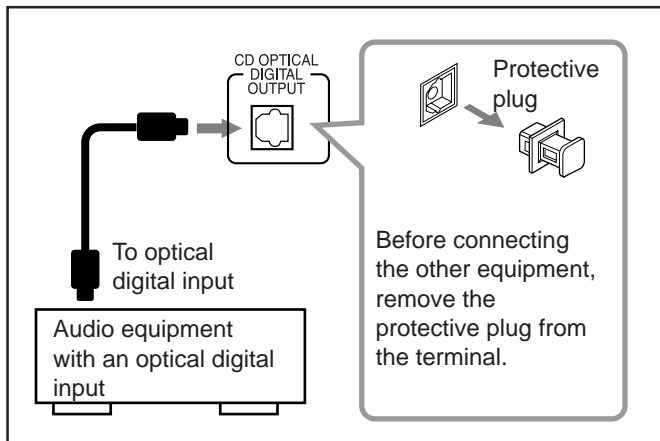 CD OPTICAL
DIGITAL
OUTPUT
Protective
plug
To optical
digital input
Before connecting
the other equipment,
remove the
protective plug from
the terminal.
Audio equipment
with an optical digital
input